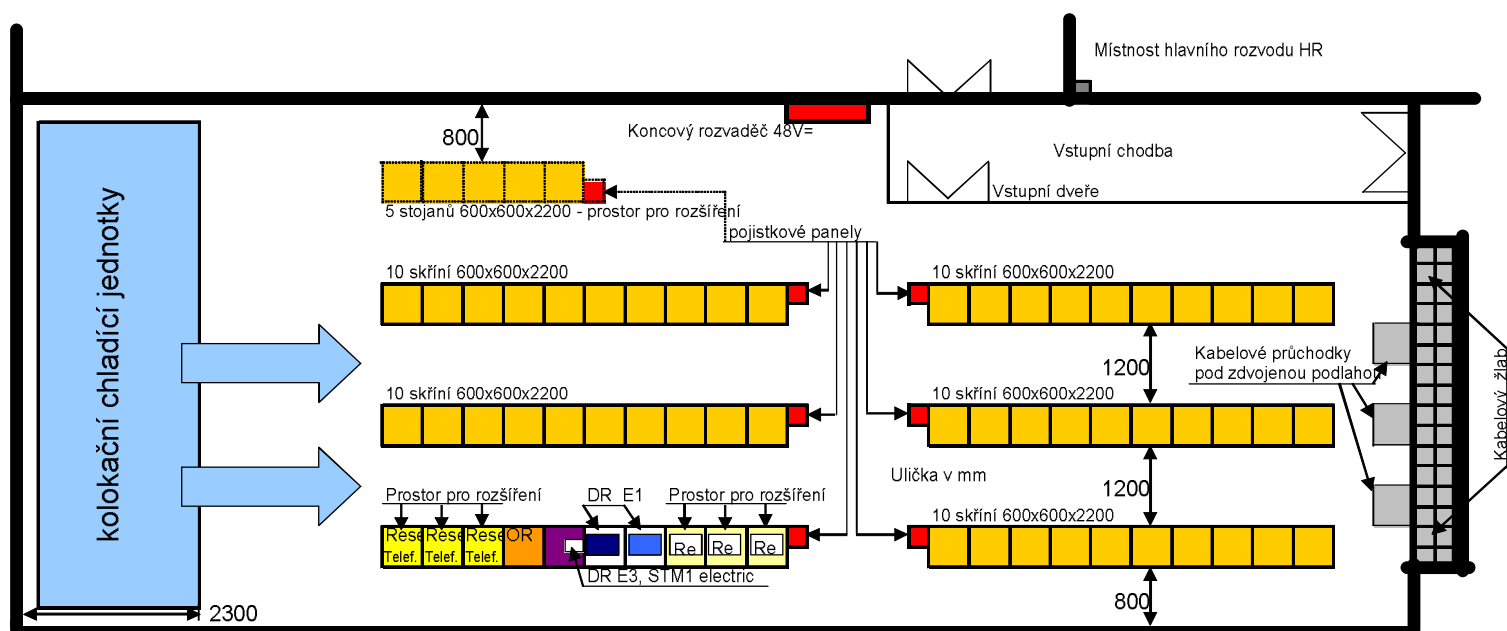 Místnost hlavního rozvodu HR
800
Koncový rozvaděč 48V=
Vstupní chodba
Vstupní dveře
5 stojanů 600x600x2200 - prostor pro rozšíření
pojistkové panely
kolokační chladící jednotky
10 skříní 600x600x2200
10 skříní 600x600x2200
1200
Kabelové průchodky
pod zdvojenou podlahou
Kabelový žlab
10 skříní 600x600x2200
10 skříní 600x600x2200
Ulička v mm
1200
Prostor pro rozšíření
DR E1
Prostor pro rozšíření
10 skříní 600x600x2200
Rese
Rese
Rese
OR
Telef.
Telef.
Telef.
Re
Re
Re
DR E3, STM1 electric
800
2300